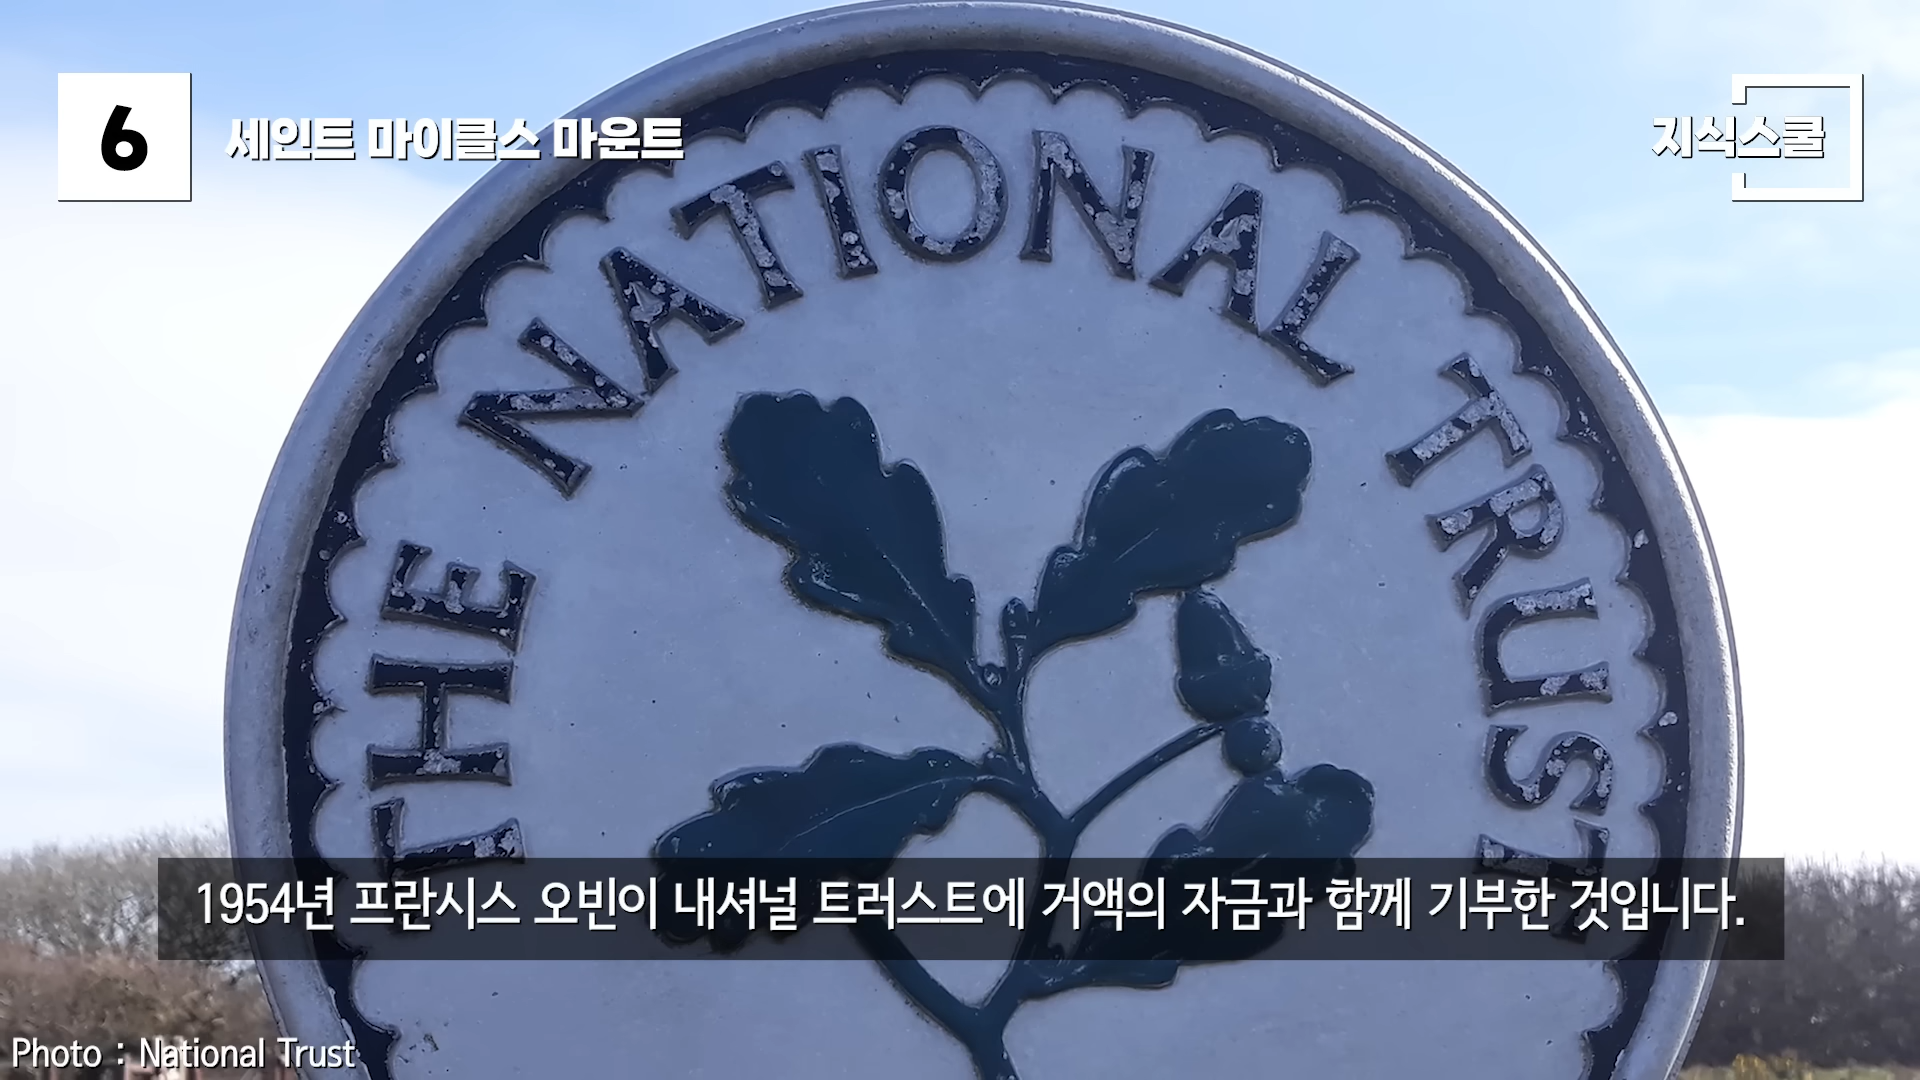 6
세인트 마이클스 마운트
지식스쿨
THE NATIONAL TRUST
1954년 프란시스 오빈이 내셔널 트러스트에 거액의 자금과 함께 기부한 것입니다.
Photo : National Trust